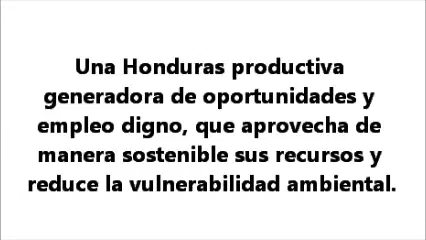 Una Honduras productiva
generadora de oportunidades y
empleo digno, que aprovecha de
manera sostenible sus recursos y
reduce la vulnerabilidad ambiental.